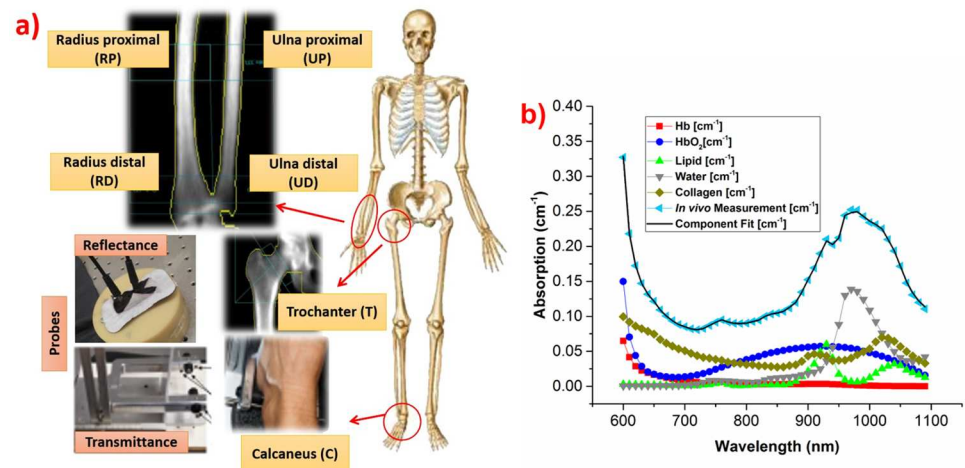 a)
Radius proximal
(RP)
Ulna proximal
(UP)
Radius distal
(RD)
Ulna distal
(UD)
Reflectance
Probes
Transmittance
Trochanter (T)
Calcaneus (C)
b)
Absorption (cm⁻¹)
0.40
0.35
0.30
0.25
0.20
0.15
0.10
0.05
0.00
Hb [cm⁻¹]
HbO₂[cm⁻¹]
Lipid [cm⁻¹]
Water [cm⁻¹]
Collagen [cm⁻¹]
In vivo Measurement [cm⁻¹]
Component Fit [cm⁻¹]
600 700 800 900 1000 1100
Wavelength (nm)